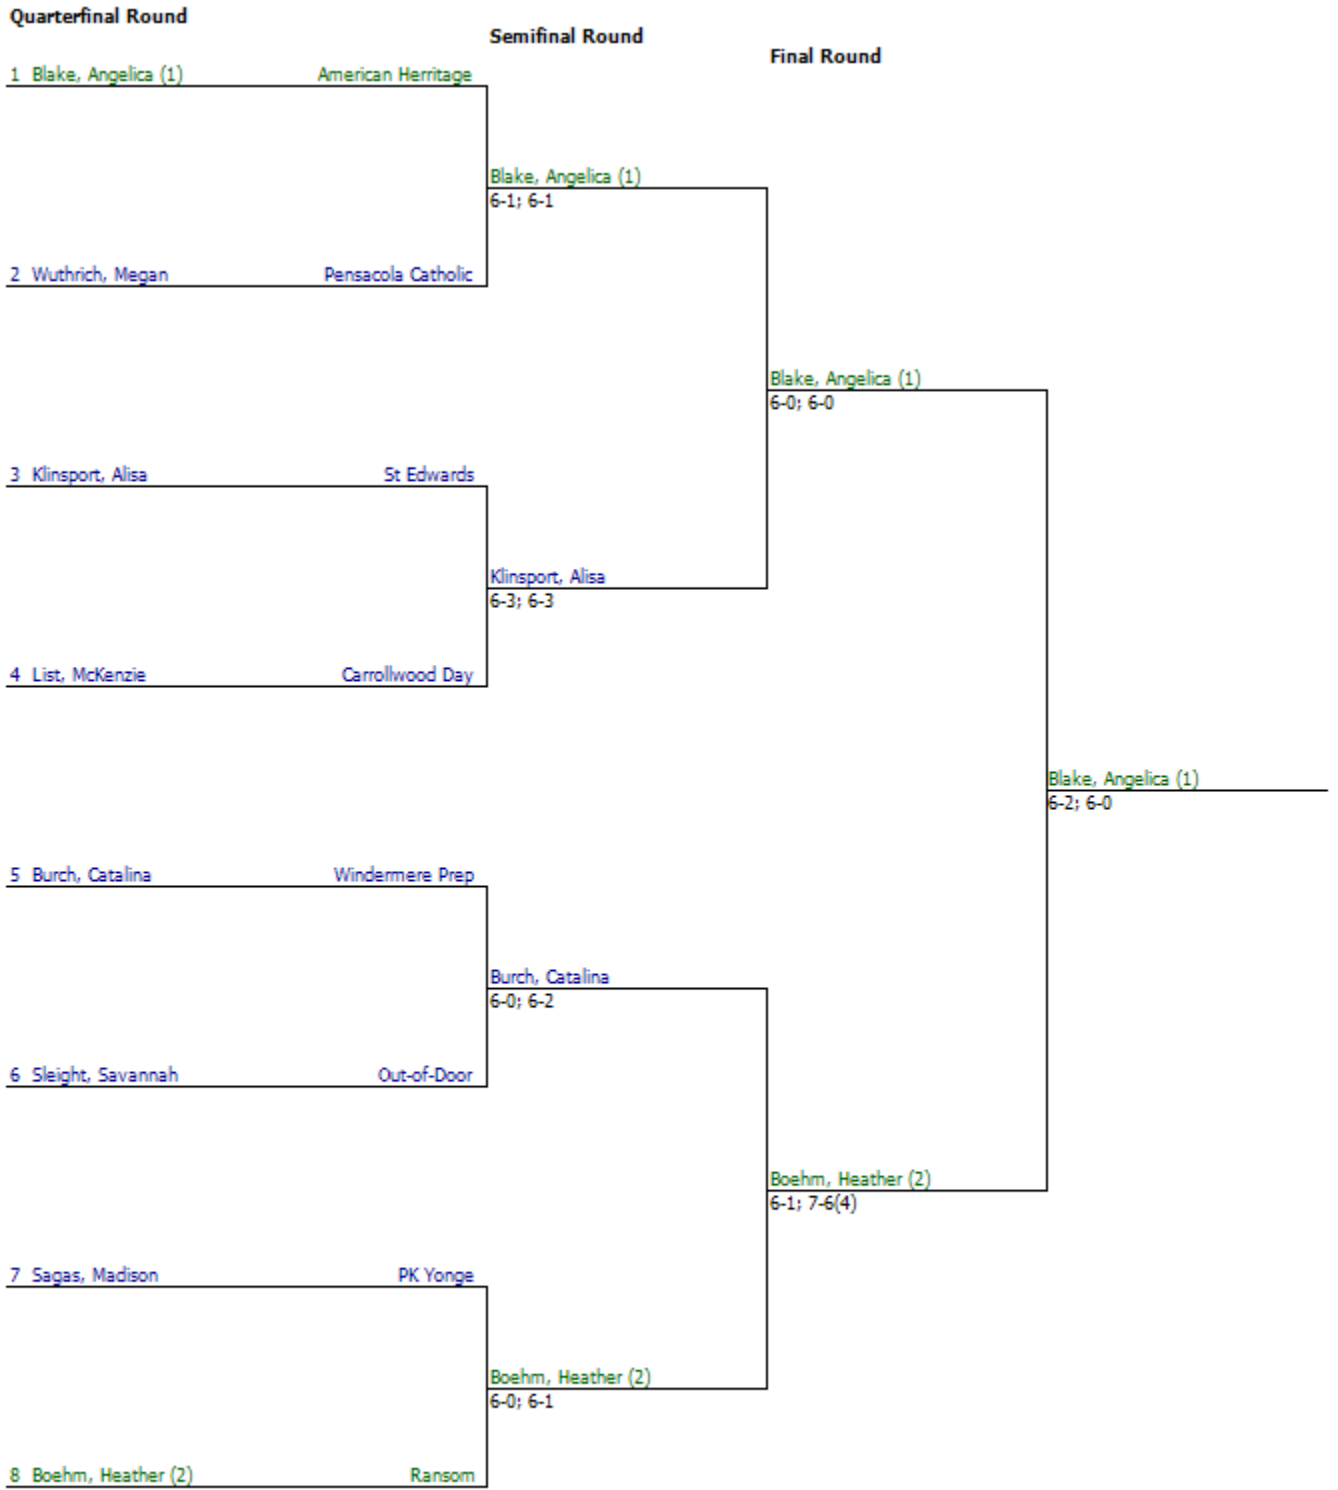 Quarterfinal Round
Semifinal Round
Final Round
1 Blake, Angelica (1) American Herritage
Blake, Angelica (1)
6-1; 6-1
2 Wuthrich, Megan Pensacola Catholic
Blake, Angelica (1)
6-0; 6-0
3 Klinsport, Alisa St Edwards
Klinsport, Alisa
6-3; 6-3
4 List, McKenzie Carrollwood Day
Blake, Angelica (1)
6-2; 6-0
5 Burch, Catalina Windermere Prep
Burch, Catalina
6-0; 6-2
6 Sleight, Savannah Out-of-Door
Boehm, Heather (2)
6-1; 7-6(4)
7 Sagas, Madison PK Yonge
Boehm, Heather (2)
6-0; 6-1
8 Boehm, Heather (2) Ransom